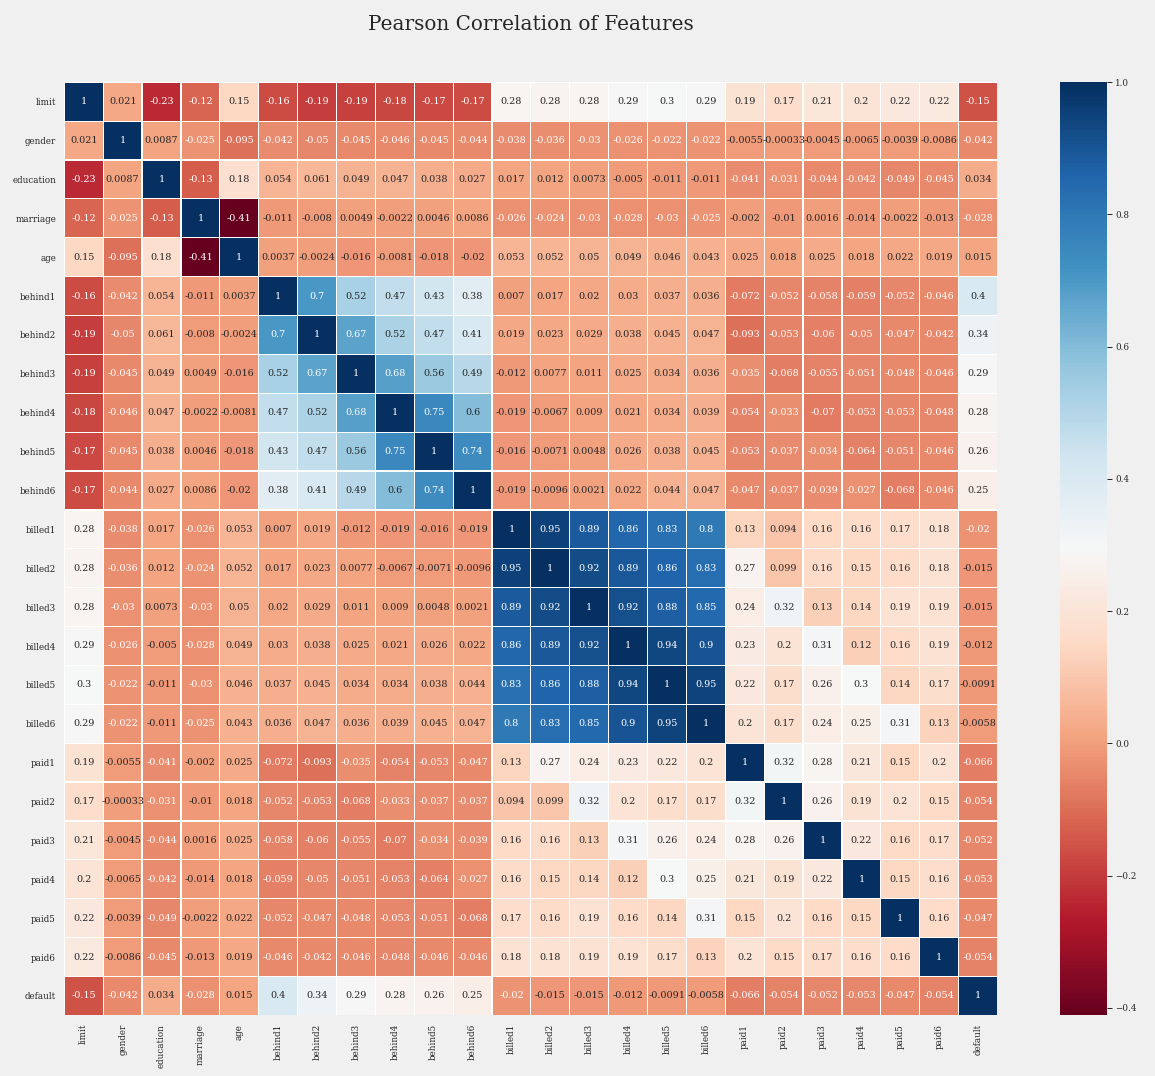 Pearson Correlation of Features
limit 1 0.021 -0.23 -0.12 0.15 -0.16 -0.19 -0.19 -0.18 -0.17 -0.17 0.28 0.28 0.28 0.29 0.3 0.29 0.19 0.17 0.21 0.2 0.22 0.22 -0.15
gender 0.021 1 0.0087 -0.025 -0.095 -0.042 -0.05 -0.045 -0.046 -0.045 -0.044 -0.038 -0.036 -0.03 -0.026 -0.022 -0.022 -0.0055 -0.00033 -0.0045 -0.0065 -0.0039 -0.0086 -0.042
education -0.23 0.0087 1 -0.13 0.18 0.054 0.061 0.049 0.047 0.038 0.027 0.017 0.012 0.0073 -0.005 -0.011 -0.011 -0.041 -0.031 -0.044 -0.042 -0.049 -0.045 0.034
marriage -0.12 -0.025 -0.13 1 -0.41 -0.011 -0.008 0.0049 -0.0022 0.0046 0.0086 -0.026 -0.024 -0.03 -0.028 -0.03 -0.025 -0.002 -0.01 0.0016 -0.014 -0.0022 -0.013 -0.028
age 0.15 -0.095 0.18 -0.41 1 0.0037 -0.0024 -0.016 -0.0081 -0.018 -0.02 0.053 0.052 0.05 0.049 0.046 0.043 0.025 0.018 0.025 0.018 0.022 0.019 0.015
behind1 -0.16 -0.042 0.054 -0.011 0.0037 1 0.7 0.52 0.47 0.43 0.38 0.007 0.017 0.02 0.03 0.037 0.036 -0.072 -0.052 -0.058 -0.059 -0.052 -0.046 0.4
behind2 -0.19 -0.05 0.061 -0.008 -0.0024 0.7 1 0.67 0.52 0.47 0.41 0.019 0.023 0.029 0.038 0.045 0.047 -0.093 -0.053 -0.06 -0.05 -0.047 -0.042 0.34
behind3 -0.19 -0.045 0.049 0.0049 -0.016 0.52 0.67 1 0.68 0.56 0.49 -0.012 0.0077 0.011 0.025 0.034 0.036 -0.035 -0.068 -0.055 -0.051 -0.048 -0.046 0.29
behind4 -0.18 -0.046 0.047 -0.0022 -0.0081 0.47 0.52 0.68 1 0.75 0.6 -0.019 -0.0067 0.009 0.021 0.034 0.039 -0.054 -0.033 -0.07 -0.053 -0.053 -0.048 0.28
behind5 -0.17 -0.045 0.038 0.0046 -0.018 0.43 0.47 0.56 0.75 1 0.74 -0.016 -0.0071 0.0048 0.026 0.038 0.045 -0.053 -0.037 -0.034 -0.064 -0.051 -0.046 0.26
behind6 -0.17 -0.044 0.027 0.0086 -0.02 0.38 0.41 0.49 0.6 0.74 1 -0.019 -0.0096 0.0021 0.022 0.044 0.047 -0.047 -0.037 -0.039 -0.027 -0.068 -0.046 0.25
billed1 0.28 -0.038 0.017 -0.026 0.053 0.007 0.019 -0.012 -0.019 -0.016 -0.019 1 0.95 0.89 0.86 0.83 0.8 0.13 0.094 0.16 0.16 0.17 0.18 -0.02
billed2 0.28 -0.036 0.012 -0.024 0.052 0.017 0.023 0.0077 -0.0067 -0.0071 -0.0096 0.95 1 0.92 0.89 0.86 0.83 0.27 0.099 0.16 0.15 0.16 0.18 -0.015
billed3 0.28 -0.03 0.0073 -0.03 0.05 0.02 0.029 0.011 0.009 0.0048 0.0021 0.89 0.92 1 0.92 0.88 0.85 0.24 0.32 0.13 0.14 0.19 0.19 -0.015
billed4 0.29 -0.026 -0.005 -0.028 0.049 0.03 0.038 0.025 0.021 0.026 0.022 0.86 0.89 0.92 1 0.94 0.9 0.23 0.2 0.31 0.12 0.16 0.19 -0.012
billed5 0.3 -0.022 -0.011 -0.03 0.046 0.037 0.045 0.034 0.034 0.038 0.044 0.83 0.86 0.88 0.94 1 0.95 0.22 0.17 0.26 0.3 0.14 0.17 -0.0091
billed6 0.29 -0.022 -0.011 -0.025 0.043 0.036 0.047 0.036 0.039 0.045 0.047 0.8 0.83 0.85 0.9 0.95 1 0.2 0.17 0.24 0.25 0.31 0.13 -0.0058
paid1 0.19 -0.0055 -0.041 -0.002 0.025 -0.072 -0.093 -0.035 -0.054 -0.053 -0.047 0.13 0.27 0.24 0.23 0.22 0.2 1 0.32 0.28 0.21 0.15 0.2 -0.066
paid2 0.17 -0.00033 -0.031 -0.01 0.018 -0.052 -0.053 -0.068 -0.033 -0.037 -0.037 0.094 0.099 0.32 0.2 0.17 0.17 0.32 1 0.26 0.19 0.2 0.15 -0.054
paid3 0.21 -0.0045 -0.044 0.0016 0.025 -0.058 -0.06 -0.055 -0.07 -0.034 -0.039 0.16 0.16 0.13 0.31 0.26 0.24 0.28 0.26 1 0.22 0.16 0.17 -0.052
paid4 0.2 -0.0065 -0.042 -0.014 0.018 -0.059 -0.05 -0.051 -0.053 -0.064 -0.027 0.16 0.15 0.14 0.12 0.3 0.25 0.21 0.19 0.22 1 0.15 0.16 -0.053
paid5 0.22 -0.0039 -0.049 -0.0022 0.022 -0.052 -0.047 -0.048 -0.053 -0.051 -0.068 0.17 0.16 0.19 0.16 0.14 0.31 0.15 0.2 0.16 0.15 1 0.16 -0.047
paid6 0.22 -0.0086 -0.045 -0.013 0.019 -0.046 -0.042 -0.046 -0.048 -0.046 -0.046 0.18 0.18 0.19 0.19 0.17 0.13 0.2 0.15 0.17 0.16 0.16 1 -0.054
default -0.15 -0.042 0.034 -0.028 0.015 0.4 0.34 0.29 0.28 0.26 0.25 -0.02 -0.015 -0.015 -0.012 -0.0091 -0.0058 -0.066 -0.054 -0.052 -0.053 -0.047 -0.054 1
limit gender education marriage age behind1 behind2 behind3 behind4 behind5 behind6 billed1 billed2 billed3 billed4 billed5 billed6 paid1 paid2 paid3 paid4 paid5 paid6 default
1.0
0.8
0.6
0.4
0.2
0.0
−0.2
−0.4